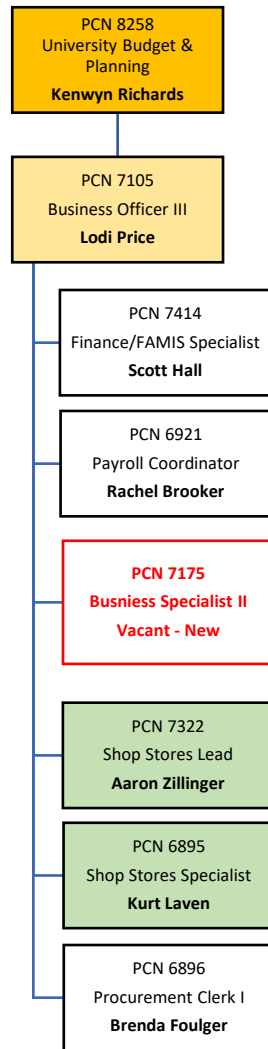 PCN 8258
University Budget &
Planning
Kenwyn Richards
PCN 7105
Business Officer III
Lodi Price
PCN 7414
Finance/FAMIS Specialist
Scott Hall
PCN 6921
Payroll Coordinator
Rachel Brooker
PCN 7175
Busniess Specialist II
Vacant - New
PCN 7322
Shop Stores Lead
Aaron Zillinger
PCN 6895
Shop Stores Specialist
Kurt Laven
PCN 6896
Procurement Clerk I
Brenda Foulger